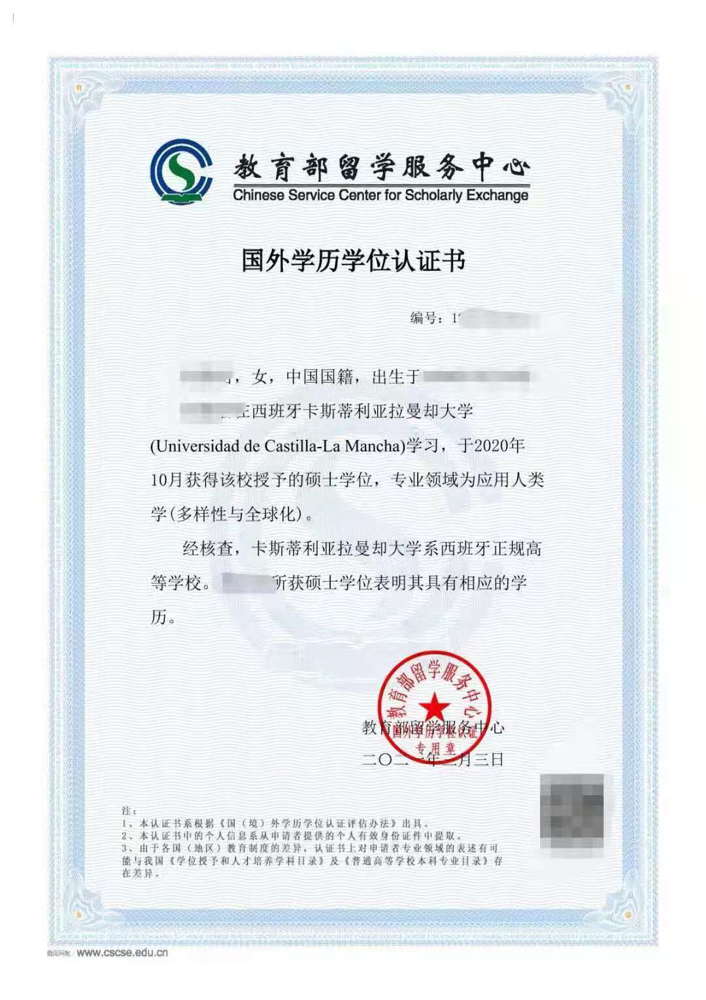 教育部留学服务中心
Chinese Service Center for Scholarly Exchange
国外学历学位认证书
编号：1
，女，中国国籍，出生于
在西班牙卡斯蒂利亚拉曼却大学
(Universidad de Castilla-La Mancha)学习，于2020年
10月获得该校授予的硕士学位，专业领域为应用人类
学(多样性与全球化)。
经核查，卡斯蒂利亚拉曼却大学系西班牙正规高
等学校。
所获硕士学位表明其具有相应的学
历。
教育部留学服务中心
国外学历学位认证
专用章
教育部留学服务中心
二〇二一年二月三日
注：
1、本认证书系根据《国（境）外学历学位认证评估办法》出具。
2、本认证书中的个人信息系从申请者提供的个人有效身份证件中提取。
3、由于各国（地区）教育制度的差异，认证书上对申请者专业领域的表述有可
能与我国《学位授予和人才培养学科目录》及《普通高等学校本科专业目录》存
在差异。
查询网址 www.cscse.edu.cn